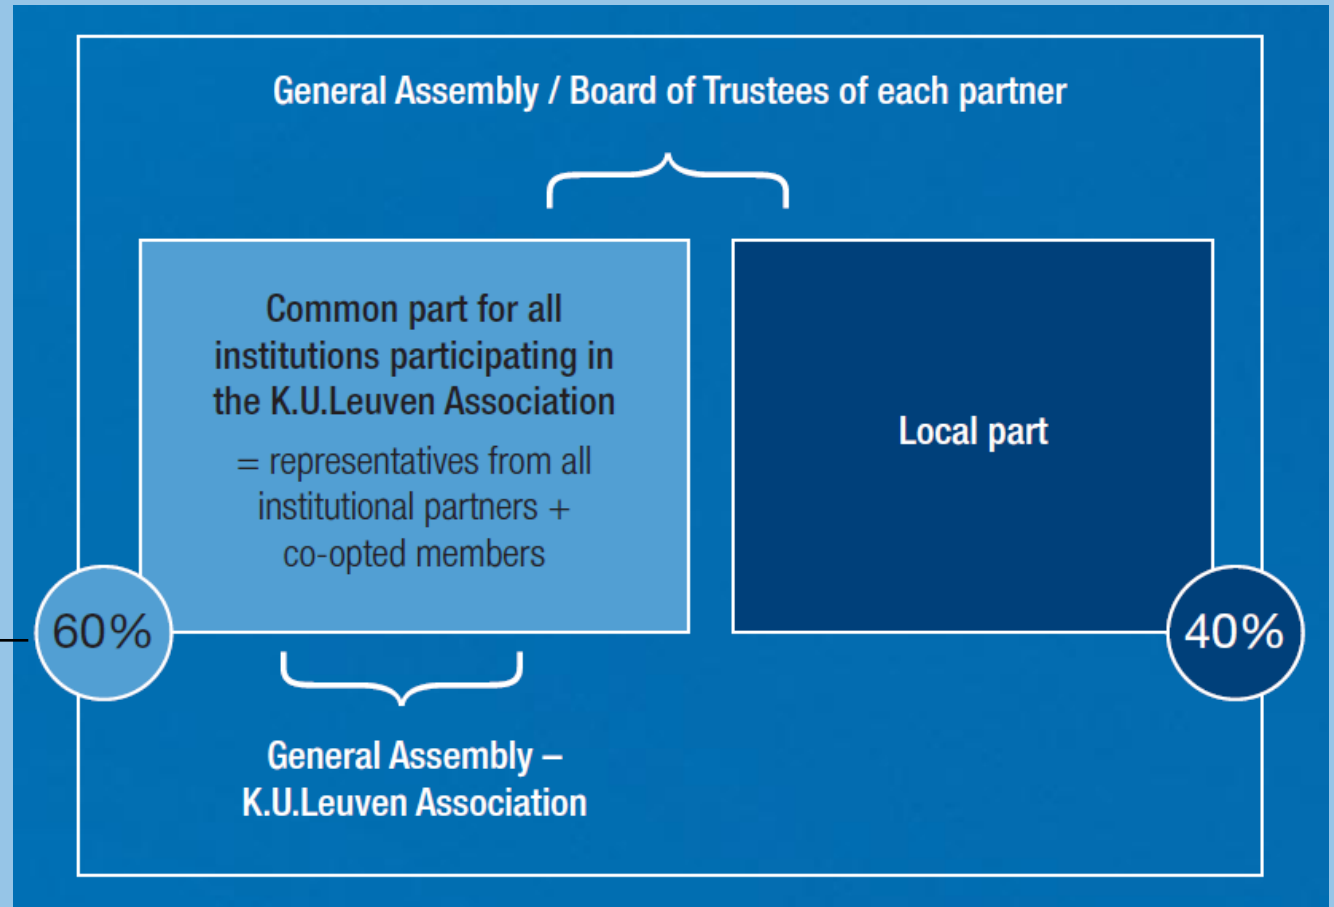 General Assembly / Board of Trustees of each partner
Common part for all
institutions participating in
the K.U.Leuven Association
= representatives from all
institutional partners +
co-opted members
Local part
60%
40%
General Assembly –
K.U.Leuven Association